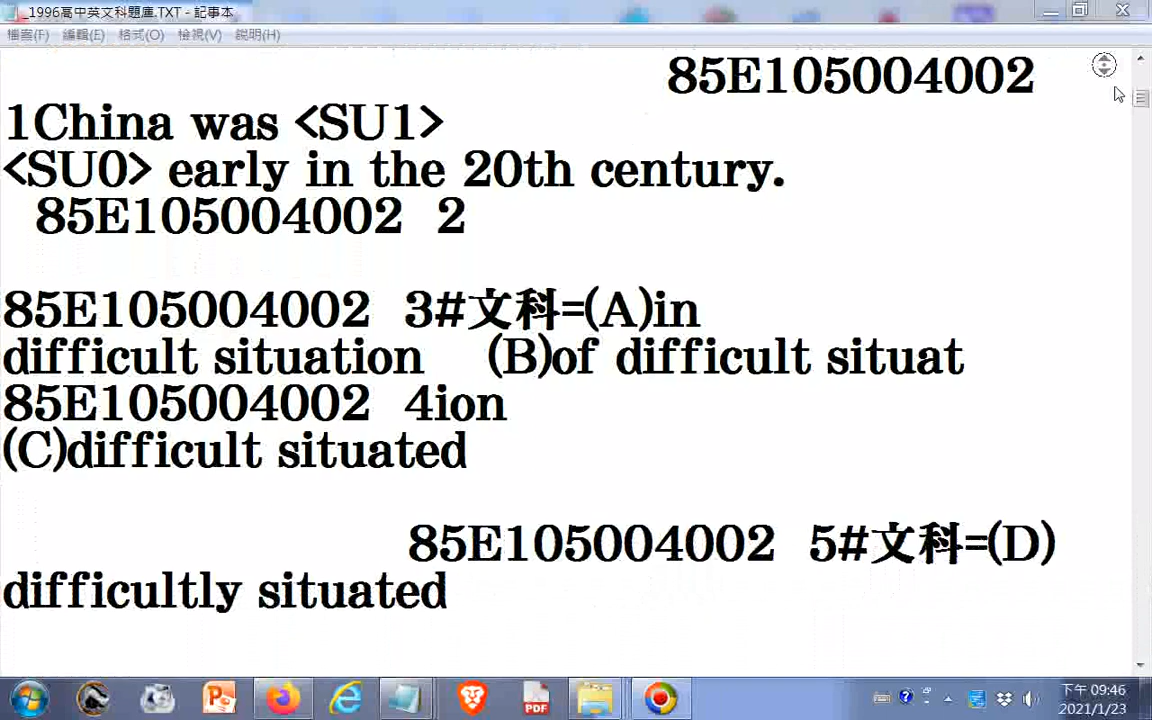 _1996高中英文科題庫.TXT - 記事本
檔案(F) 編輯(E) 格式(O) 檢視(V) 說明(H)
85E105004002
1China was <SU1>
<SU0> early in the 20th century.
85E105004002 2
85E105004002 3#文科=(A)in
difficult situation (B)of difficult situat
85E105004002 4ion
(C)difficult situated
85E105004002 5#文科=(D)
difficultly situated
PDF
下午 09:46
2021/1/23